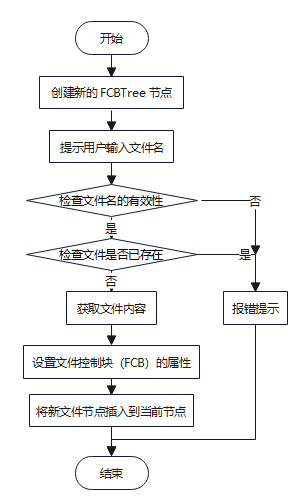 开始
创建新的 FCBTree 节点
提示用户输入文件名
检查文件名的有效性
否
是
检查文件是否已存在
是
否
获取文件内容
报错提示
设置文件控制块（FCB）的属性
将新文件节点插入到当前节点
结束